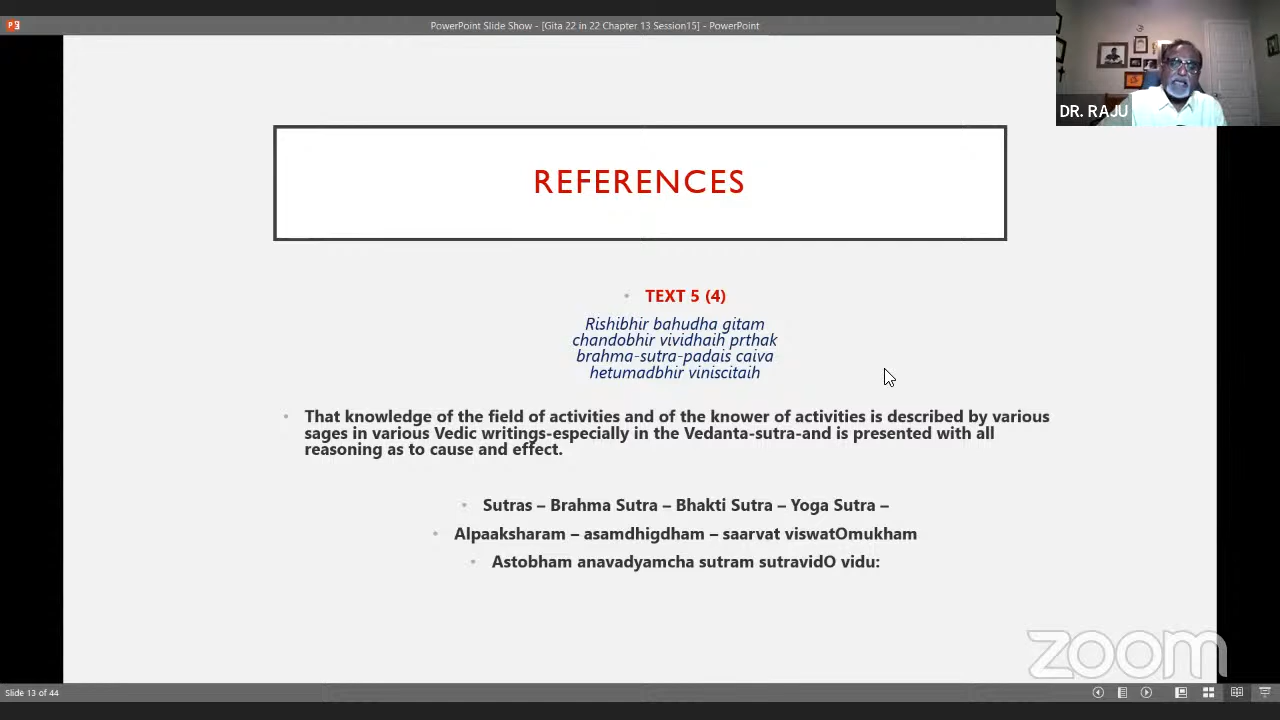 PowerPoint Slide Show - [Gita 22 in 22 Chapter 13 Session15] - PowerPoint
DR. RAJU
REFERENCES
TEXT 5 (4)
Rishibhir bahudha gitam
chandobhir vividhaih prthak
brahma-sutra-padais caiva
hetumadbhir viniscitaih
That knowledge of the field of activities and of the knower of activities is described by various
sages in various Vedic writings-especially in the Vedanta-sutra-and is presented with all
reasoning as to cause and effect.
Sutras – Brahma Sutra – Bhakti Sutra – Yoga Sutra –
Alpaaksharam – asamdhigdham – saarvat viswatOmukham
Astobham anavadyamcha sutram sutravidO vidu:
zoom
Slide 13 of 44